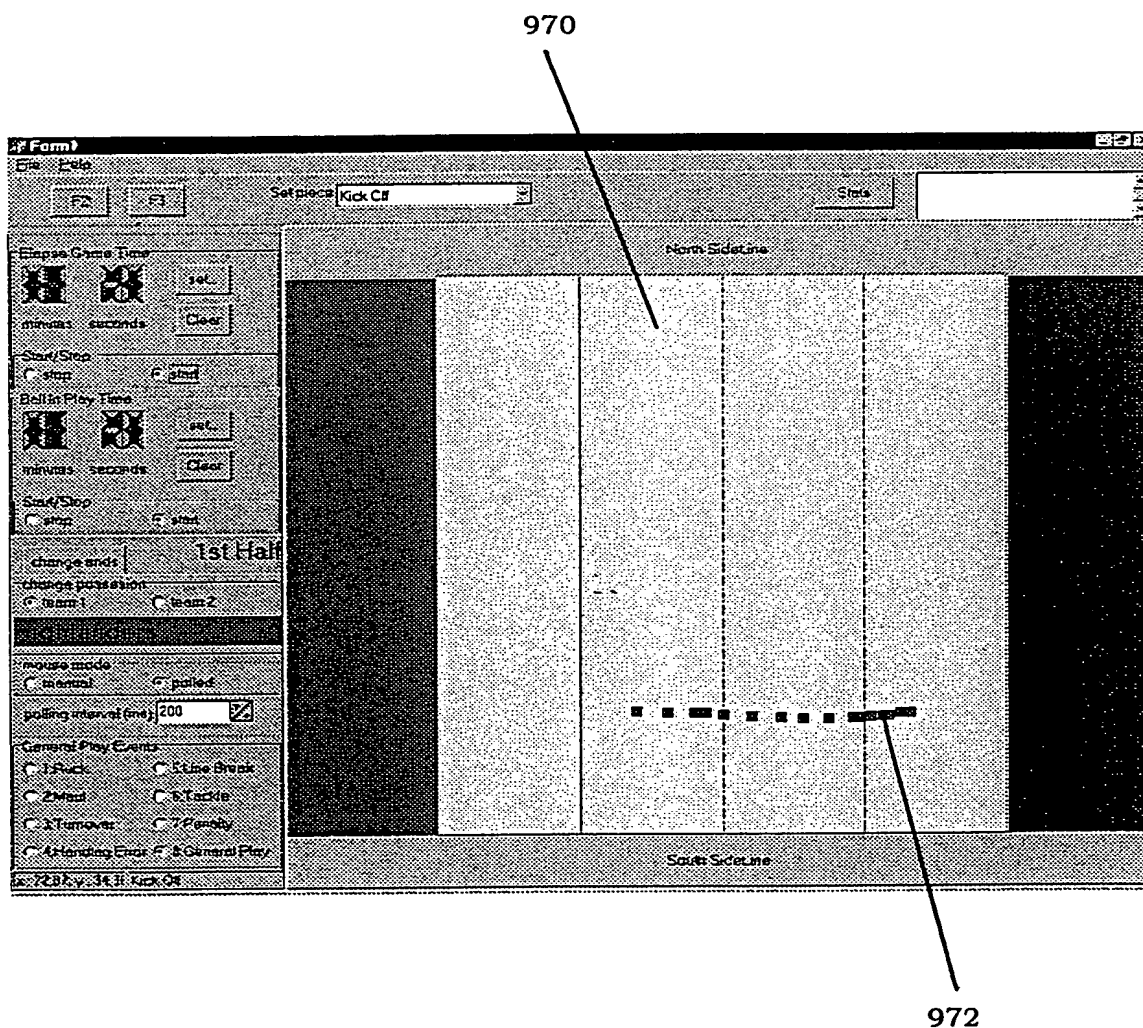 970
Form1
File Help
F2 F3 Set piece Kick Off Stats
North SideLine
Elapse Game Time
set..
minutes seconds Clear
Start/Stop
stop start
Ball in Play Time
set..
minutes seconds Clear
Start/Stop
stop start
change ends 1st Half
change possession
team 1 team 2
mouse mode
manual polled
polling interval (ms) 200
General Play Events
1.Ruck 5.Line Break
2.Maul 6.Tackle
3.Turnover 7.Penalty
4.Handling Error 8.General Play
South SideLine
Kick Off
972